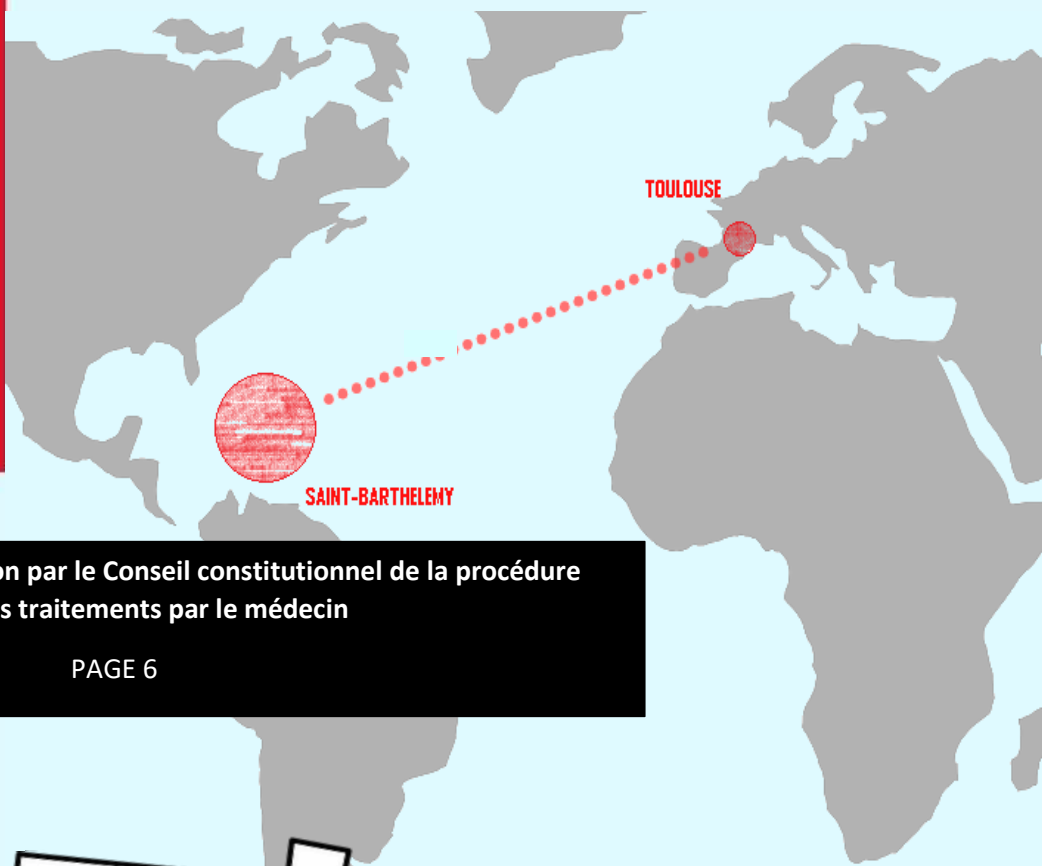 TOULOUSE
SAINT-BARTHELEMY
on par le Conseil constitutionnel de la procédure
s traitements par le médecin
PAGE 6